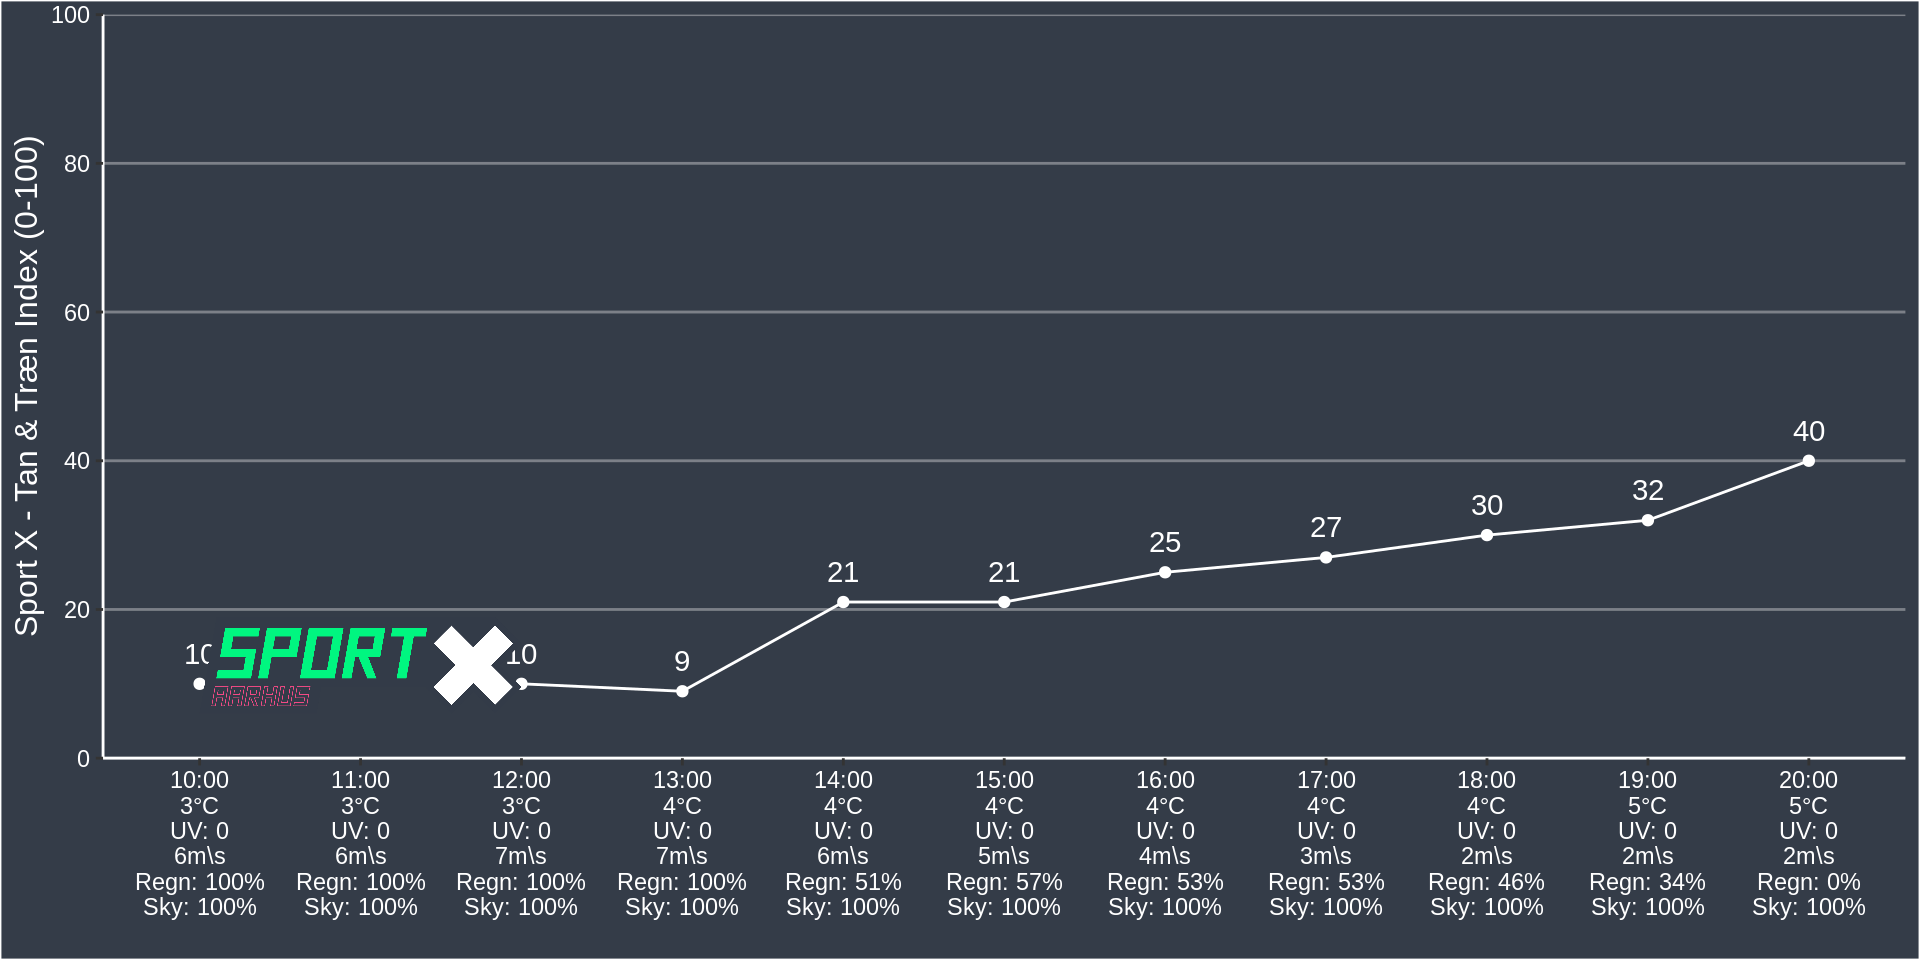 Sport X - Tan & Træn Index (0-100)
100
80
60
40
20
0
40
32
30
27
25
21
21
9
10
10
SPORT X
AARHUS
10:00 11:00 12:00 13:00 14:00 15:00 16:00 17:00 18:00 19:00 20:00
3°C 3°C 3°C 4°C 4°C 4°C 4°C 4°C 4°C 5°C 5°C
UV: 0 UV: 0 UV: 0 UV: 0 UV: 0 UV: 0 UV: 0 UV: 0 UV: 0 UV: 0 UV: 0
6m\s 6m\s 7m\s 7m\s 6m\s 5m\s 4m\s 3m\s 2m\s 2m\s 2m\s
Regn: 100% Regn: 100% Regn: 100% Regn: 100% Regn: 51% Regn: 57% Regn: 53% Regn: 53% Regn: 46% Regn: 34% Regn: 0%
Sky: 100% Sky: 100% Sky: 100% Sky: 100% Sky: 100% Sky: 100% Sky: 100% Sky: 100% Sky: 100% Sky: 100% Sky: 100%